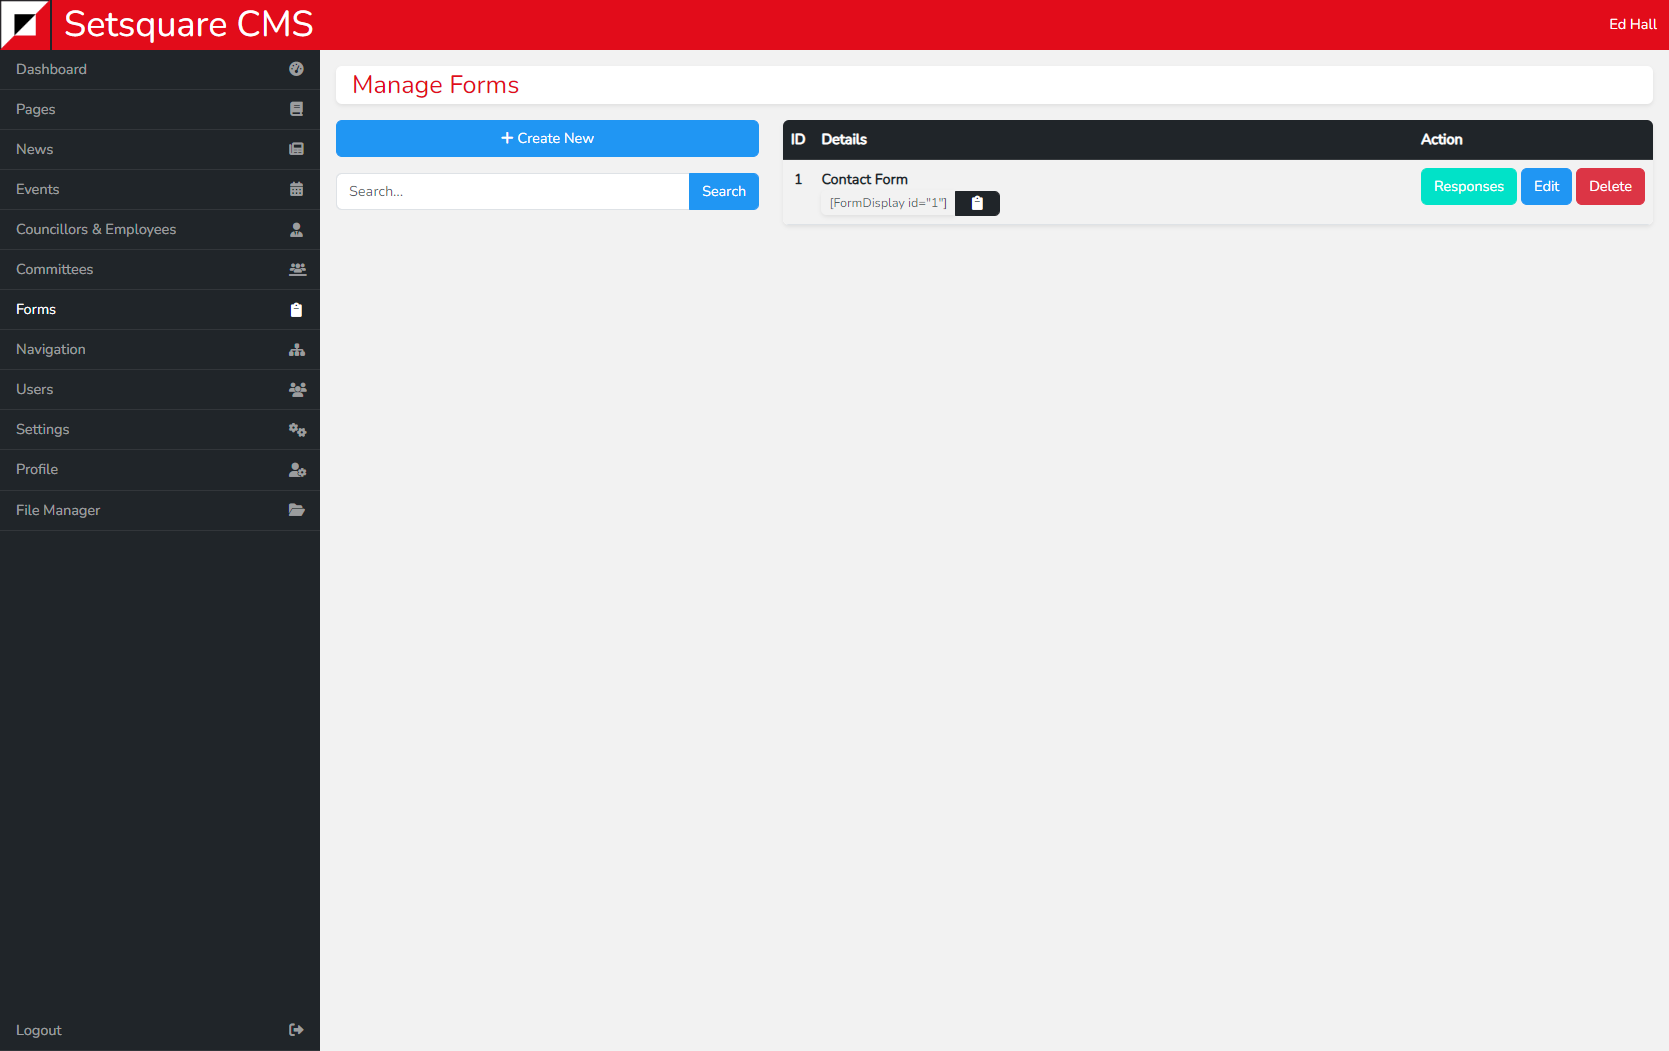 Setsquare CMS
Ed Hall
Dashboard
Pages
News
Events
Councillors & Employees
Committees
Forms
Navigation
Users
Settings
Profile
File Manager
Logout
Manage Forms
Create New
Search...
Search
ID Details Action
1 Contact Form
[FormDisplay id="1"]
Responses Edit Delete